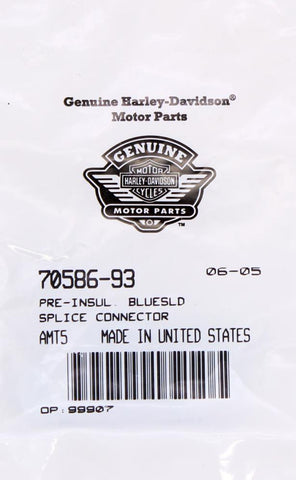 Genuine Harley-Davidson®
Motor Parts
GENUINE
MOTOR
HARLEY-DAVIDSON
CYCLES
MOTOR PARTS
™
70586-93
06-05
PRE-INSUL. BLUESLD
SPLICE CONNECTOR
AMT5 MADE IN UNITED STATES
OP:99907